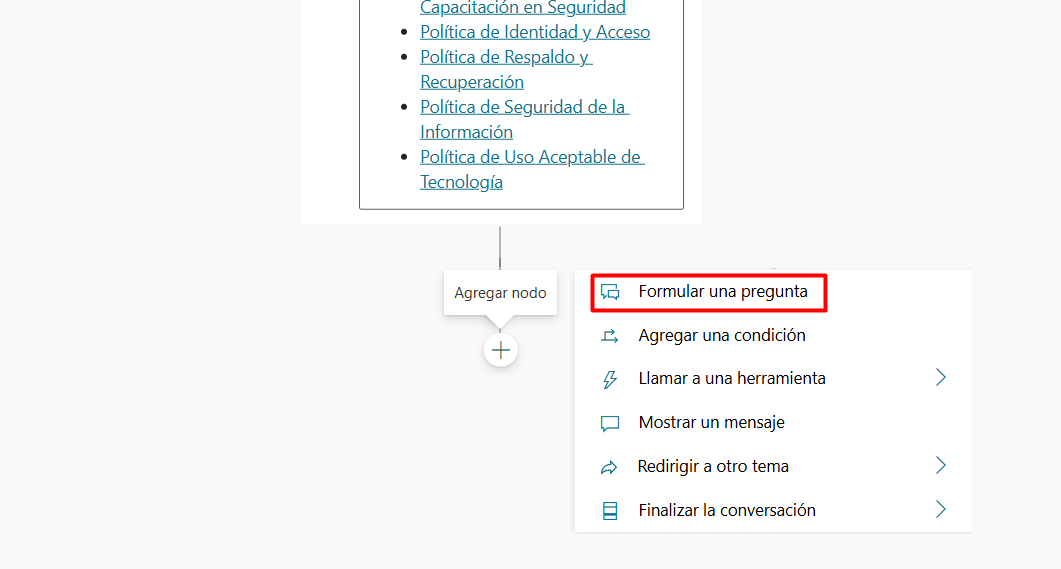 Capacitación en Seguridad
Política de Identidad y Acceso
Política de Respaldo y
Recuperación
Política de Seguridad de la
Información
Política de Uso Aceptable de
Tecnología
Agregar nodo
Formular una pregunta
Agregar una condición
Llamar a una herramienta
Mostrar un mensaje
Redirigir a otro tema
Finalizar la conversación